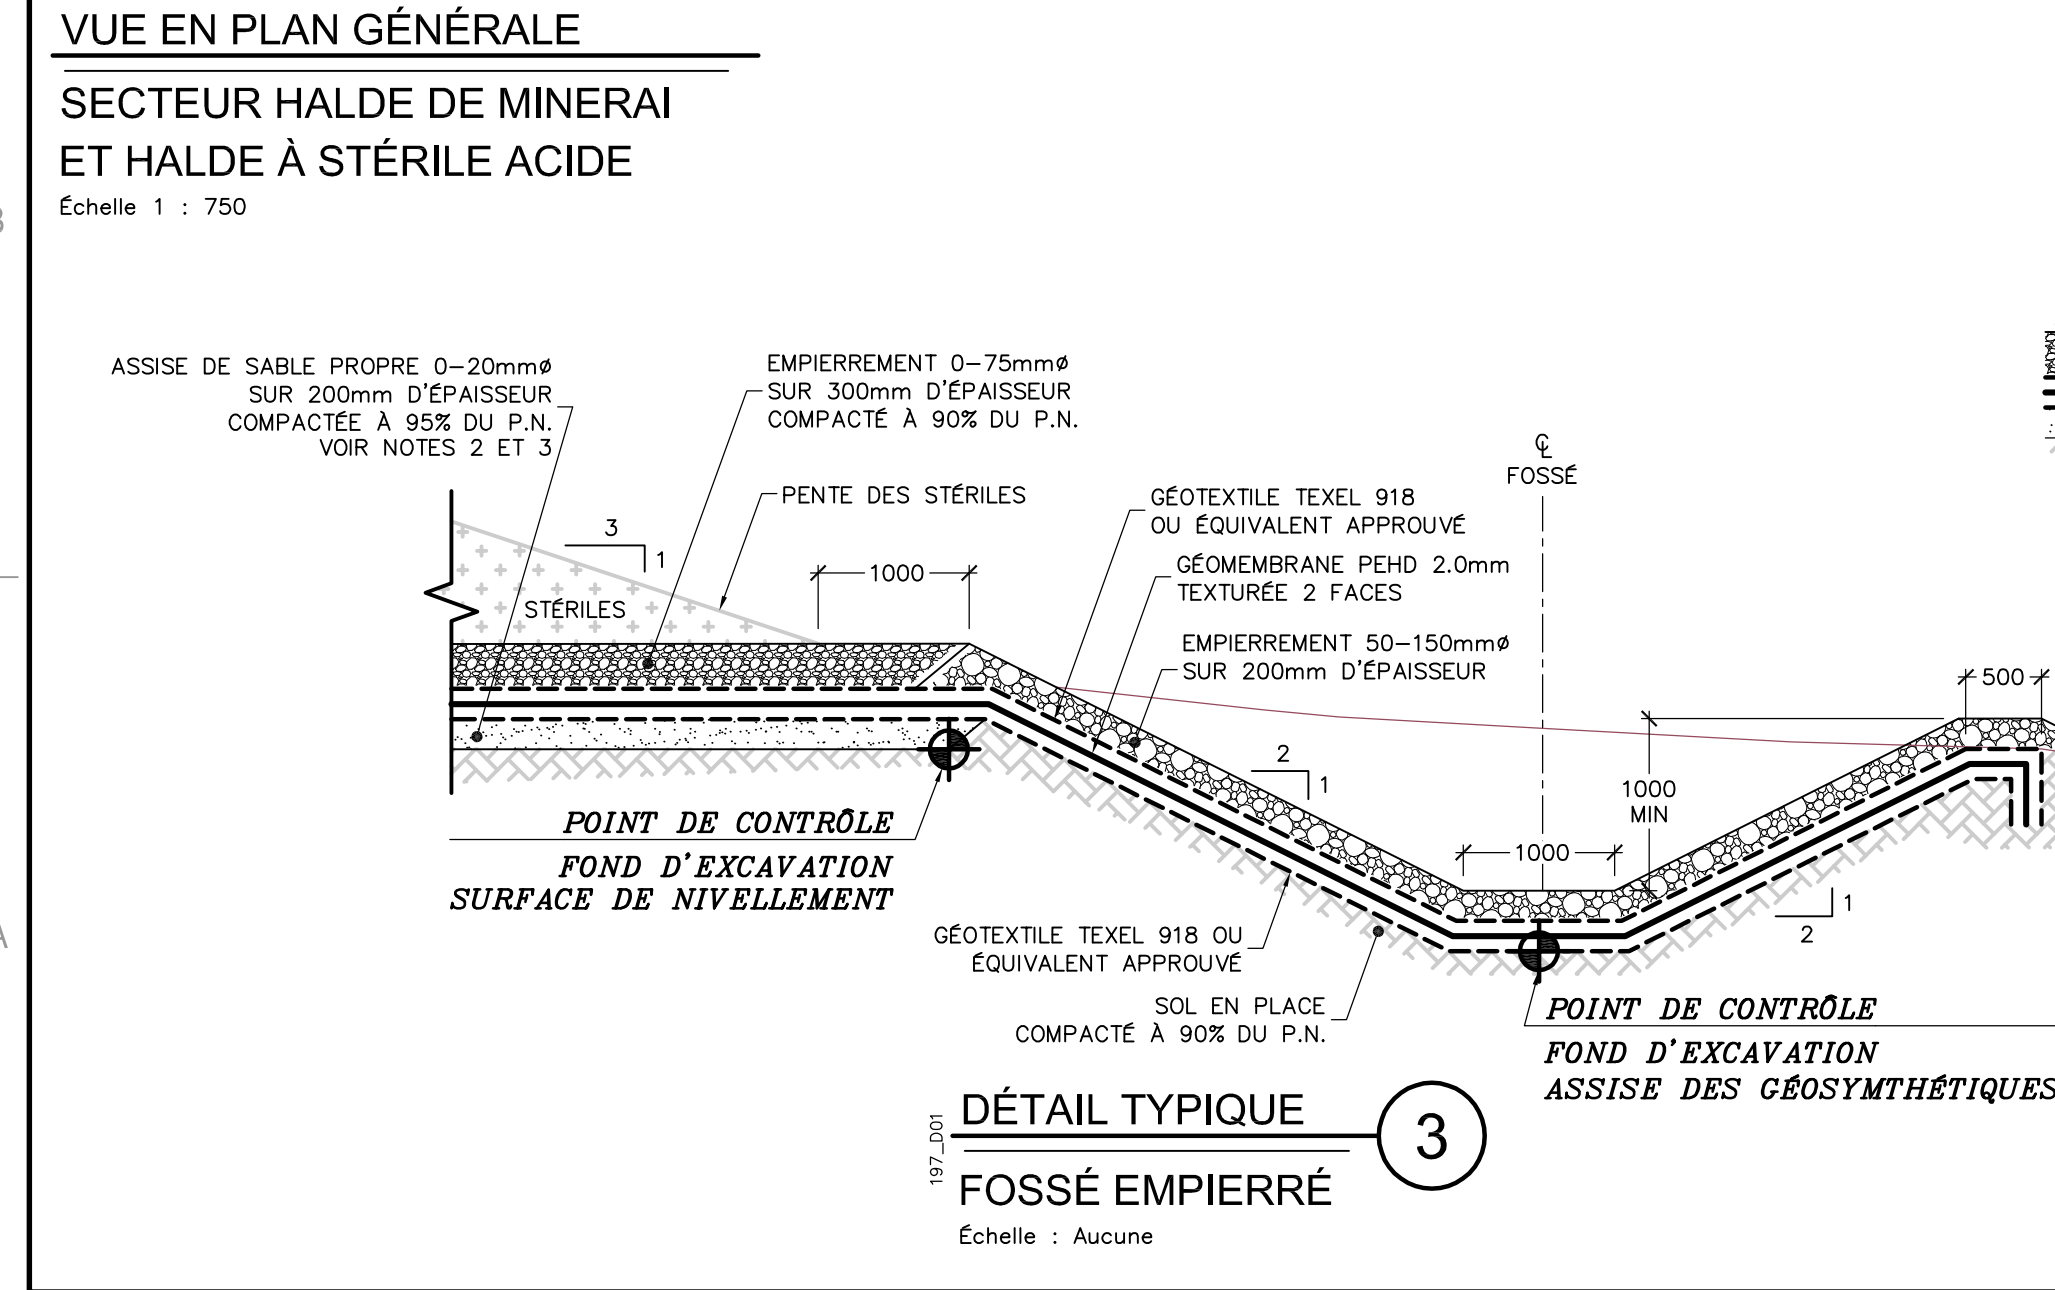 VUE EN PLAN GÉNÉRALE
SECTEUR HALDE DE MINERAI
ET HALDE À STÉRILE ACIDE
Échelle 1 : 750
ASSISE DE SABLE PROPRE 0-20mmø
SUR 200mm D'ÉPAISSEUR
COMPACTÉE À 95% DU P.N.
VOIR NOTES 2 ET 3
EMPIERREMENT 0-75mmø
SUR 300mm D'ÉPAISSEUR
COMPACTÉ À 90% DU P.N.
PENTE DES STÉRILES
3
1
1000
STÉRILES
GÉOTEXTILE TEXEL 918
OU ÉQUIVALENT APPROUVÉ
GÉOMEMBRANE PEHD 2.0mm
TEXTURÉE 2 FACES
EMPIERREMENT 50-150mmø
SUR 200mm D'ÉPAISSEUR
℄
FOSSÉ
500
2
1
1000
MIN
1000
1
2
POINT DE CONTRÔLE
FOND D'EXCAVATION
SURFACE DE NIVELLEMENT
GÉOTEXTILE TEXEL 918 OU
ÉQUIVALENT APPROUVÉ
SOL EN PLACE
COMPACTÉ À 90% DU P.N.
POINT DE CONTRÔLE
FOND D'EXCAVATION
ASSISE DES GÉOSYMTHÉTIQUES
197_D01
DÉTAIL TYPIQUE
3
FOSSÉ EMPIERRÉ
Échelle : Aucune